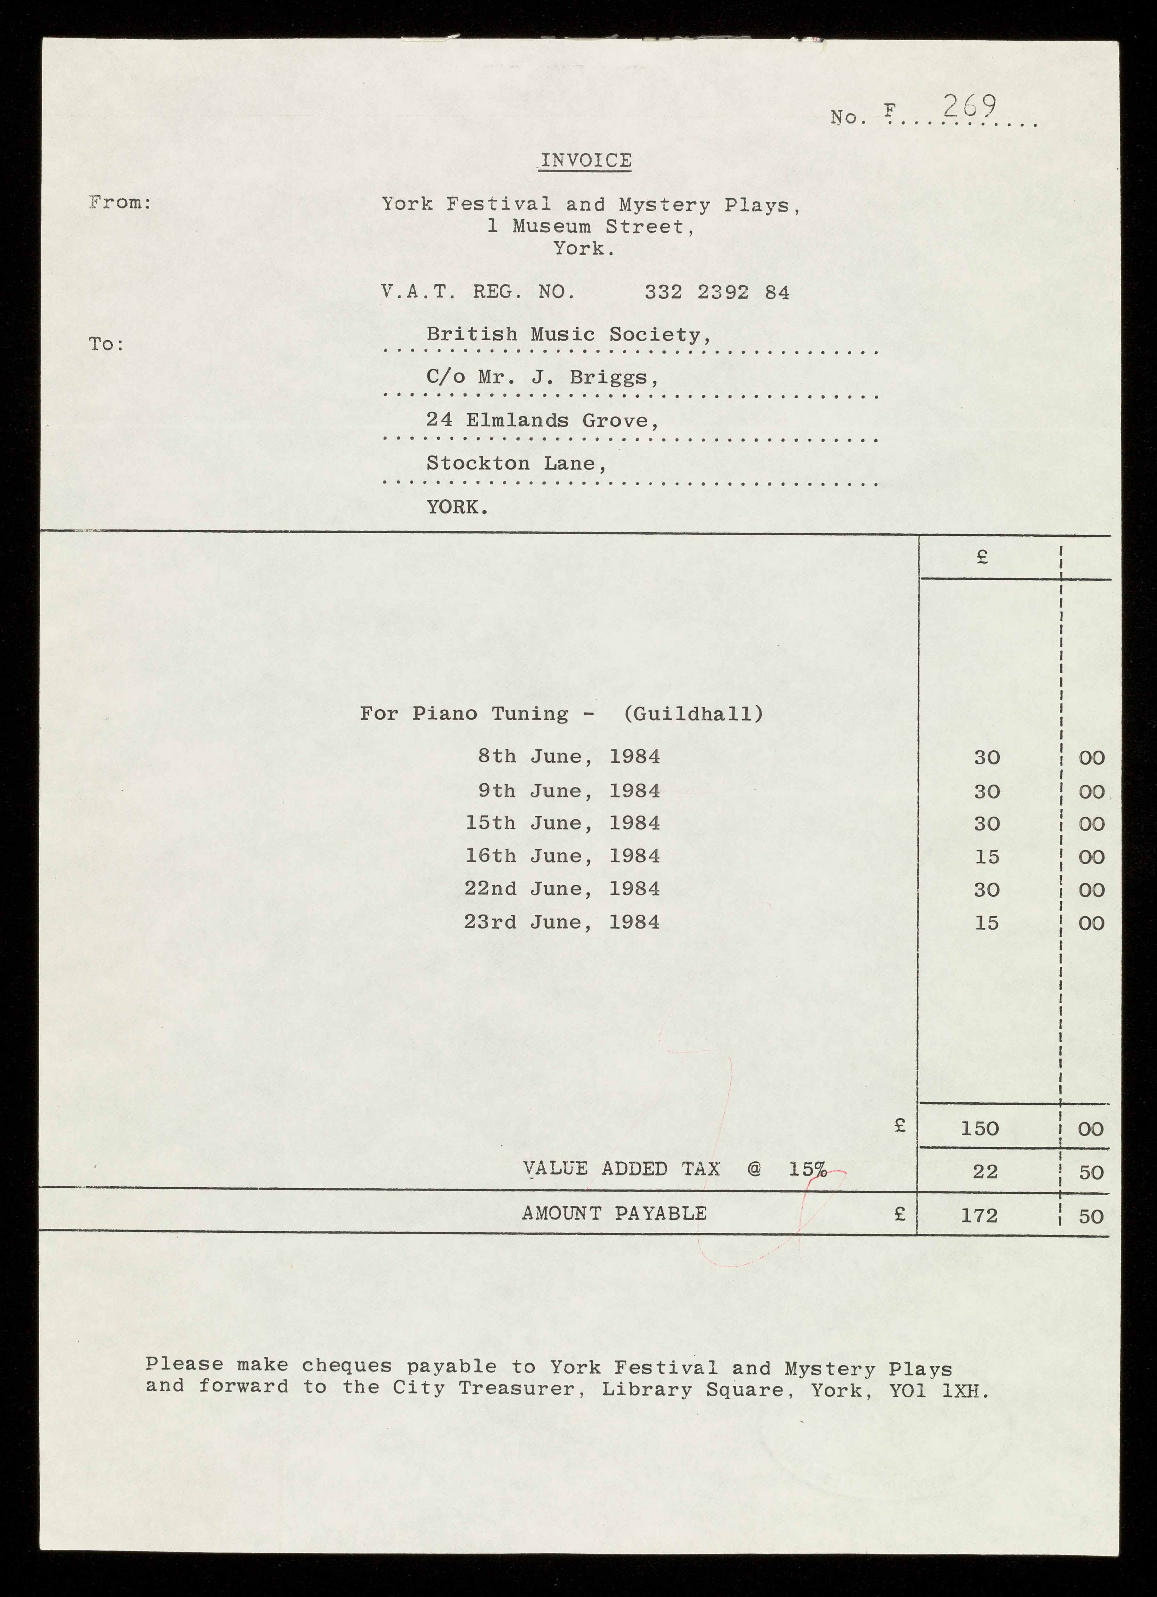 No. F....269....
INVOICE
From: York Festival and Mystery Plays,
1 Museum Street,
York.
V.A.T. REG. NO. 332 2392 84
To: British Music Society,
C/o Mr. J. Briggs,
24 Elmlands Grove,
Stockton Lane,
YORK.
£
For Piano Tuning - (Guildhall)
8th June, 1984 30 00
9th June, 1984 30 00
15th June, 1984 30 00
16th June, 1984 15 00
22nd June, 1984 30 00
23rd June, 1984 15 00
£ 150 00
VALUE ADDED TAX @ 15% 22 50
AMOUNT PAYABLE £ 172 50
Please make cheques payable to York Festival and Mystery Plays
and forward to the City Treasurer, Library Square, York, YO1 1XH.